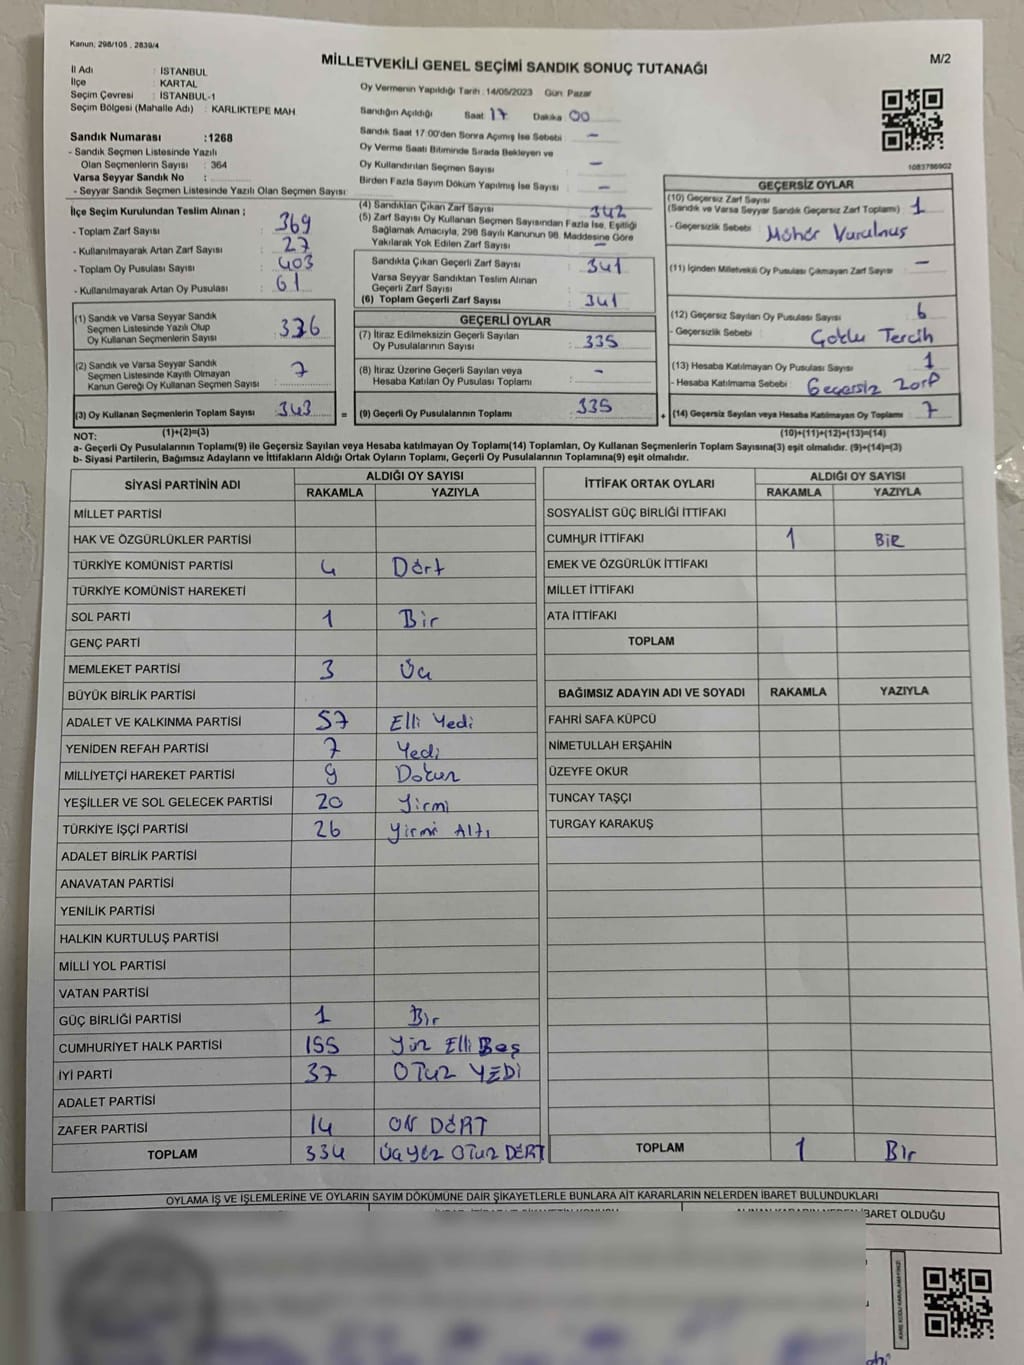 Kanun; 298/105 , 2839/4
MİLLETVEKİLİ GENEL SEÇİMİ SANDIK SONUÇ TUTANAĞI
M/2
İl Adı : İSTANBUL
İlçe : KARTAL
Seçim Çevresi : İSTANBUL-1
Seçim Bölgesi (Mahalle Adı) : KARLIKTEPE MAH
Sandık Numarası :1268
- Sandık Seçmen Listesinde Yazılı
Olan Seçmenlerin Sayısı : 364
Varsa Seyyar Sandık No :
- Seyyar Sandık Seçmen Listesinde Yazılı Olan Seçmen Sayısı:
Oy Vermenin Yapıldığı Tarih : 14/05/2023 Gün: Pazar
Sandığın Açıldığı Saat 17 Dakika 00
Sandık Saat 17:00'den Sonra Açılmış İse Sebebi : -
Oy Verme Saati Bitiminde Sırada Bekleyen ve
Oy Kullandırılan Seçmen Sayısı : -
Birden Fazla Sayım Döküm Yapılmış İse Sayısı : -
1083786902
İlçe Seçim Kurulundan Teslim Alınan ;
- Toplam Zarf Sayısı : 369
- Kullanılmayarak Artan Zarf Sayısı : 27
- Toplam Oy Pusulası Sayısı : 403
- Kullanılmayarak Artan Oy Pusulası : 61
(1) Sandık ve Varsa Seyyar Sandık
Seçmen Listesinde Yazılı Olup
Oy Kullanan Seçmenlerin Sayısı : 336
(2) Sandık ve Varsa Seyyar Sandık
Seçmen Listesinde Kayıtlı Olmayan
Kanun Gereği Oy Kullanan Seçmen Sayısı : 7
(3) Oy Kullanan Seçmenlerin Toplam Sayısı : 343
(1)+(2)=(3)
(4) Sandıktan Çıkan Zarf Sayısı : 342
(5) Zarf Sayısı Oy Kullanan Seçmen Sayısından Fazla İse, Eşitliği
Sağlamak Amacıyla, 298 Sayılı Kanunun 98. Maddesine Göre
Yakılarak Yok Edilen Zarf Sayısı : -
Sandıkta Çıkan Geçerli Zarf Sayısı : 341
Varsa Seyyar Sandıktan Teslim Alınan
Geçerli Zarf Sayısı :
(6) Toplam Geçerli Zarf Sayısı : 341
GEÇERLİ OYLAR
(7) İtiraz Edilmeksizin Geçerli Sayılan
Oy Pusulalarının Sayısı : 335
(8) İtiraz Üzerine Geçerli Sayılan veya
Hesaba Katılan Oy Pusulası Toplamı : -
= (9) Geçerli Oy Pusulalarının Toplamı : 335
GEÇERSİZ OYLAR
(10) Geçersiz Zarf Sayısı
(Sandık ve Varsa Seyyar Sandık Geçersiz Zarf Toplamı) : 1
- Geçersizlik Sebebi : Mühür Vurulmuş
(11) İçinden Milletvekili Oy Pusulası Çıkmayan Zarf Sayısı : -
(12) Geçersiz Sayılan Oy Pusulası Sayısı : 6
- Geçersizlik Sebebi : Çoklu Tercih
(13) Hesaba Katılmayan Oy Pusulası Sayısı : 1
- Hesaba Katılmama Sebebi : Geçersiz Zarf
+ (14) Geçersiz Sayılan veya Hesaba Katılmayan Oy Toplamı : 7
(10)+(11)+(12)+(13)=(14)
NOT:
a- Geçerli Oy Pusulalarının Toplamı(9) ile Geçersiz Sayılan veya Hesaba katılmayan Oy Toplamı(14) Toplamları, Oy Kullanan Seçmenlerin Toplam Sayısına(3) eşit olmalıdır. (9)+(14)=(3)
b- Siyasi Partilerin, Bağımsız Adayların ve İttifakların Aldığı Ortak Oyların Toplamı, Geçerli Oy Pusulalarının Toplamına(9) eşit olmalıdır.
SİYASİ PARTİNİN ADI ALDIĞI OY SAYISI
RAKAMLA YAZIYLA
MİLLET PARTİSİ
HAK VE ÖZGÜRLÜKLER PARTİSİ
TÜRKİYE KOMÜNİST PARTİSİ 4 Dört
TÜRKİYE KOMÜNİST HAREKETİ
SOL PARTİ 1 Bir
GENÇ PARTİ
MEMLEKET PARTİSİ 3 Üç
BÜYÜK BİRLİK PARTİSİ
ADALET VE KALKINMA PARTİSİ 57 Elli Yedi
YENİDEN REFAH PARTİSİ 7 Yedi
MİLLİYETÇİ HAREKET PARTİSİ 9 Dokuz
YEŞİLLER VE SOL GELECEK PARTİSİ 20 Yirmi
TÜRKİYE İŞÇİ PARTİSİ 26 Yirmi Altı
ADALET BİRLİK PARTİSİ
ANAVATAN PARTİSİ
YENİLİK PARTİSİ
HALKIN KURTULUŞ PARTİSİ
MİLLİ YOL PARTİSİ
VATAN PARTİSİ
GÜÇ BİRLİĞİ PARTİSİ 1 Bir
CUMHURİYET HALK PARTİSİ 155 Yüz Elli Beş
İYİ PARTİ 37 OTUZ YEDİ
ADALET PARTİSİ
ZAFER PARTİSİ 14 ON DÖRT
TOPLAM 334 Üçyüz OTUZ DÖRT
İTTİFAK ORTAK OYLARI ALDIĞI OY SAYISI
RAKAMLA YAZIYLA
SOSYALİST GÜÇ BİRLİĞİ İTTİFAKI
CUMHUR İTTİFAKI 1 BİR
EMEK VE ÖZGÜRLÜK İTTİFAKI
MİLLET İTTİFAKI
ATA İTTİFAKI
TOPLAM
BAĞIMSIZ ADAYIN ADI VE SOYADI RAKAMLA YAZIYLA
FAHRİ SAFA KÜPCÜ
NİMETULLAH ERŞAHİN
ÜZEYFE OKUR
TUNCAY TAŞÇI
TURGAY KARAKUŞ
TOPLAM 1 Bir
OYLAMA İŞ VE İŞLEMLERİNE VE OYLARIN SAYIM DÖKÜMÜNE DAİR ŞİKAYETLERLE BUNLARA AİT KARARLARIN NELERDEN İBARET BULUNDUKLARI
İBARET OLDUĞU